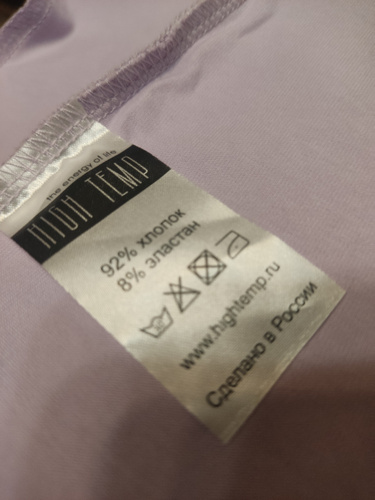 the energy of life
HIGH TEMP
92% хлопок
8% эластан
www.hightemp.ru
Сделано в России